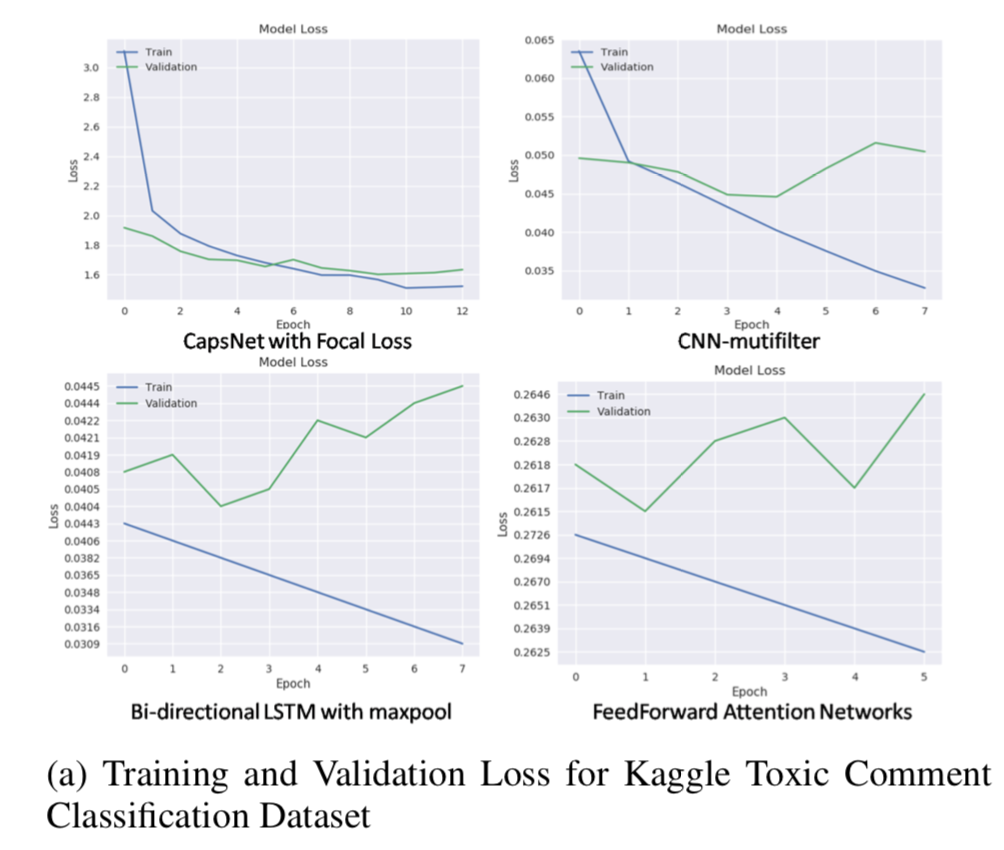 Model Loss
Train
Validation
3.0
2.8
2.6
2.4
2.2
2.0
1.8
1.6
Loss
0 2 4 6 8 10 12
Epoch
CapsNet with Focal Loss
Model Loss
Train
Validation
0.065
0.060
0.055
0.050
0.045
0.040
0.035
Loss
0 1 2 3 4 5 6 7
Epoch
CNN-mutifilter
Model Loss
Train
Validation
0.0445
0.0444
0.0422
0.0421
0.0419
0.0408
0.0405
0.0404
0.0443
0.0406
0.0382
0.0365
0.0348
0.0334
0.0316
0.0309
Loss
0 1 2 3 4 5 6 7
Epoch
Bi-directional LSTM with maxpool
Model Loss
Train
Validation
0.2646
0.2630
0.2628
0.2618
0.2617
0.2615
0.2726
0.2694
0.2670
0.2651
0.2639
0.2625
Loss
0 1 2 3 4 5
Epoch
FeedForward Attention Networks
(a) Training and Validation Loss for Kaggle Toxic Comment
Classification Dataset